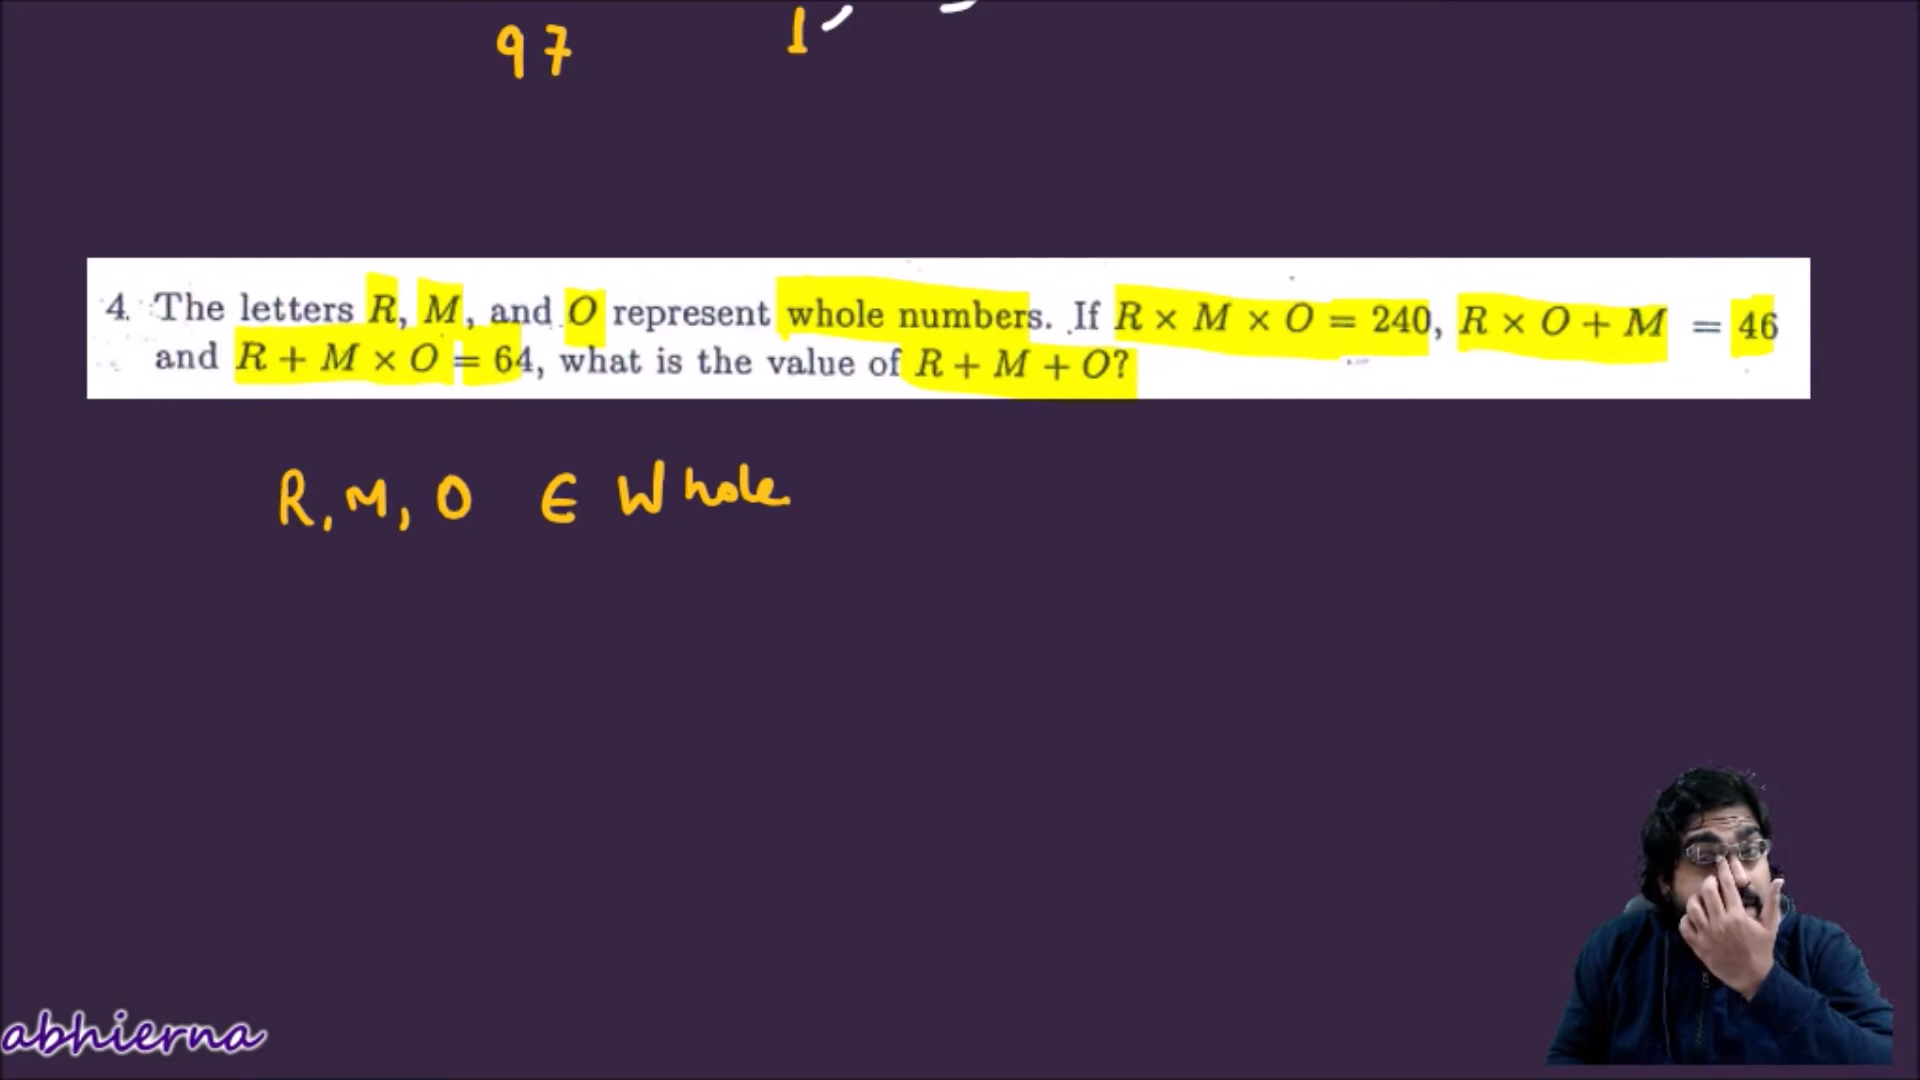 97 1
4. The letters R, M, and O represent whole numbers. If R × M × O = 240, R × O + M = 46
and R + M × O = 64, what is the value of R + M + O?
R, M, O ∈ Whole
abhierna